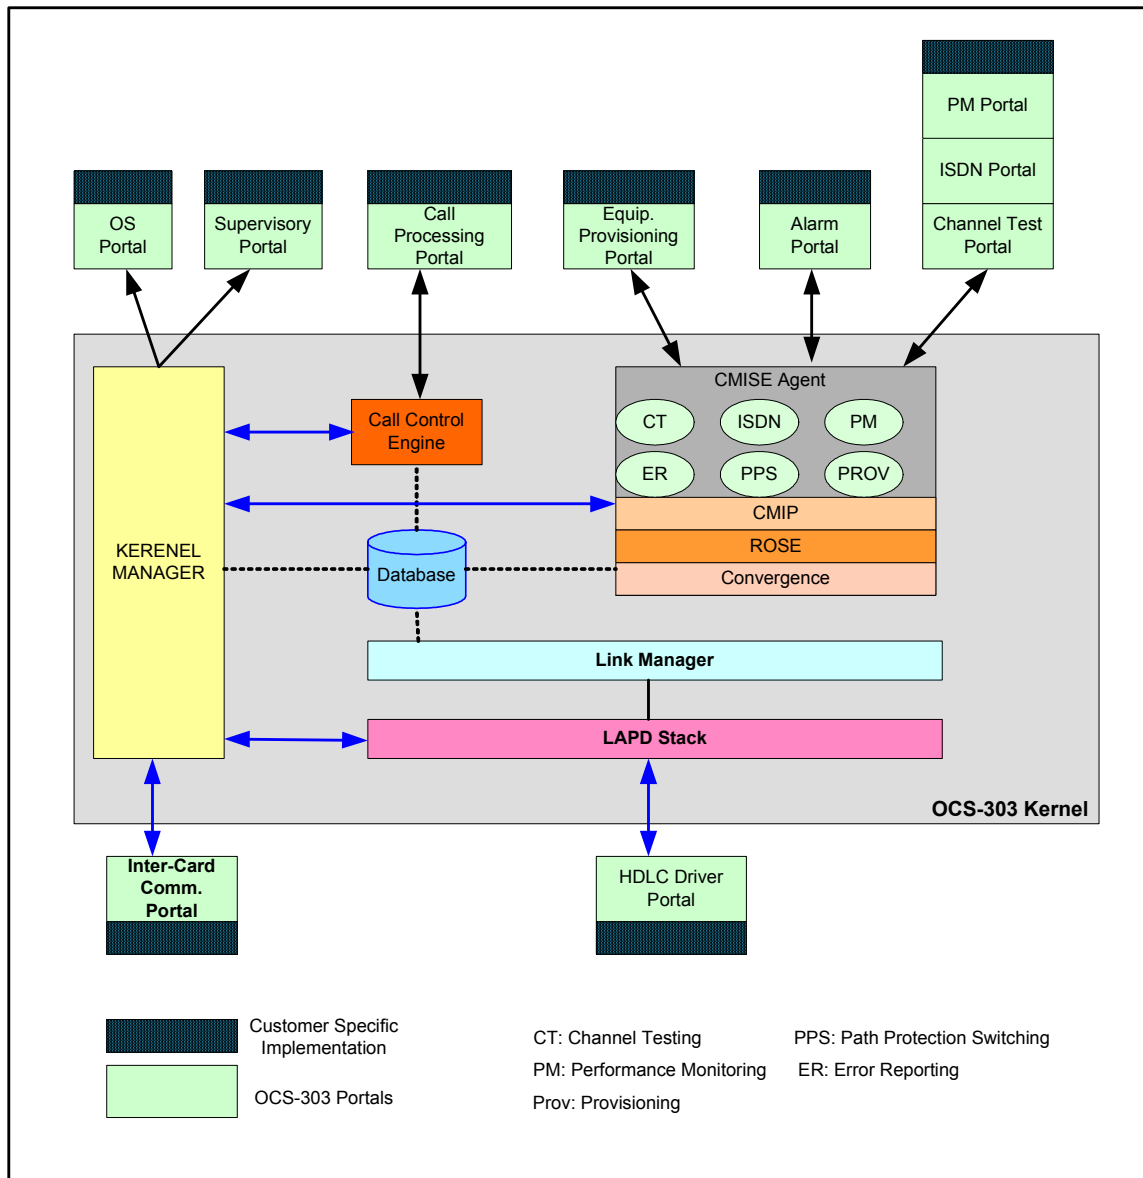 PM Portal
ISDN Portal
Channel Test
Portal
OS
Portal
Supervisory
Portal
Call
Processing
Portal
Equip.
Provisioning
Portal
Alarm
Portal
KERENEL
MANAGER
Call Control
Engine
CMISE Agent
CT
ISDN
PM
ER
PPS
PROV
CMIP
ROSE
Convergence
Database
Link Manager
LAPD Stack
OCS-303 Kernel
Inter-Card
Comm.
Portal
HDLC Driver
Portal
Customer Specific
Implementation
OCS-303 Portals
CT: Channel Testing
PPS: Path Protection Switching
PM: Performance Monitoring
ER: Error Reporting
Prov: Provisioning